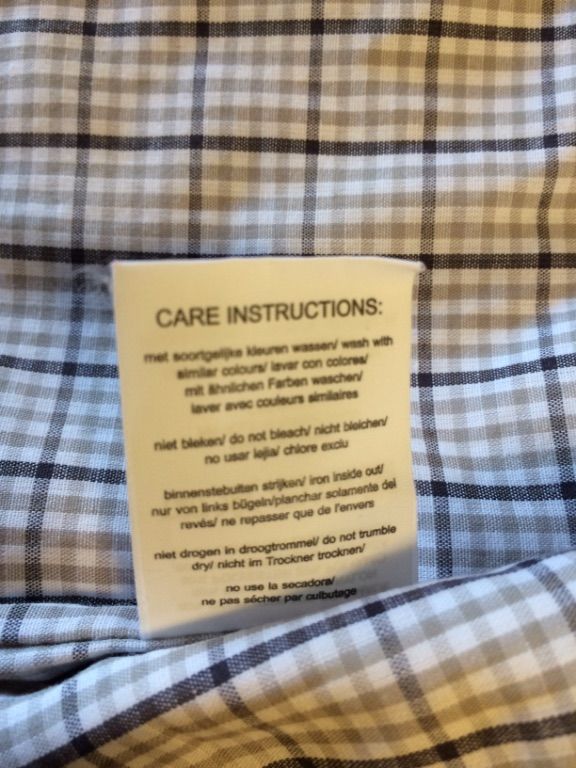 CARE INSTRUCTIONS:
met soortgelijke kleuren wassen/ wash with
similar colours/ lavar con colores/
mit ähnlichen Farben waschen/
laver avec couleurs similaires
niet bleken/ do not bleach/ nicht bleichen/
no usar lejia/ chlore exclu
binnenstebuiten strijken/ iron inside out/
nur von links bügeln/planchar solamente del
revés/ ne repasser que de l'envers
niet drogen in droogtrommel/ do not trumble
dry/ nicht im Trockner trocknen/
no use la secadora/
ne pas sécher par culbutage